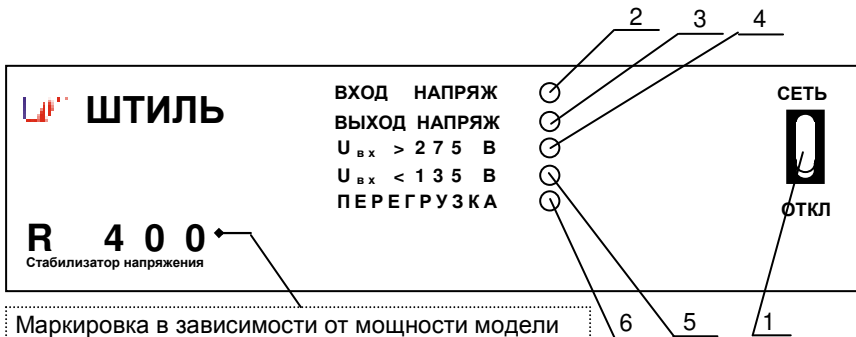 2 3 4
ВХОД НАПРЯЖ
СЕТЬ
ШТИЛЬ
ВЫХОД НАПРЯЖ
Uвх > 275 В
Uвх < 135 В
ПЕРЕГРУЗКА
ОТКЛ
R 400
Стабилизатор напряжения
Маркировка в зависимости от мощности модели
6 5 1